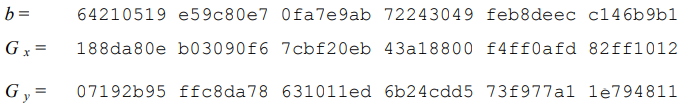 b = 64210519 e59c80e7 0fa7e9ab 72243049 feb8deec c146b9b1
G x = 188da80e b03090f6 7cbf20eb 43a18800 f4ff0afd 82ff1012
G y = 07192b95 ffc8da78 631011ed 6b24cdd5 73f977a1 1e794811